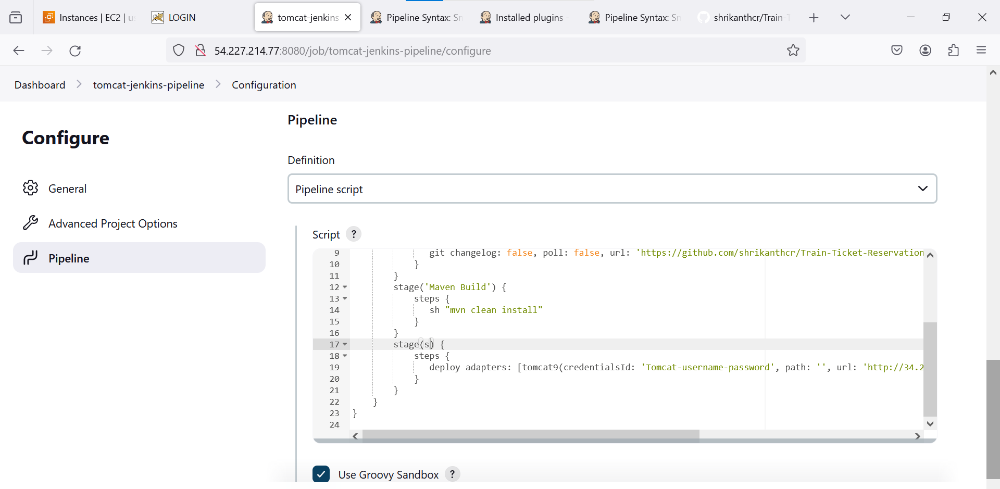 Instances | EC2 | us
LOGIN
tomcat-jenkins-
Pipeline Syntax: Sn
Installed plugins -
Pipeline Syntax: Sn
shrikanthcr/Train-T
54.227.214.77:8080/job/tomcat-jenkins-pipeline/configure
Dashboard > tomcat-jenkins-pipeline > Configuration
Configure
General
Advanced Project Options
Pipeline
Pipeline
Definition
Pipeline script
Script ?
9 git changelog: false, poll: false, url: 'https://github.com/shrikanthcr/Train-Ticket-Reservation
10 }
11 }
12 stage('Maven Build') {
13 steps {
14 sh "mvn clean install"
15 }
16 }
17 stage(s) {
18 steps {
19 deploy adapters: [tomcat9(credentialsId: 'Tomcat-username-password', path: '', url: 'http://34.2
20 }
21 }
22 }
23 }
24
Use Groovy Sandbox ?